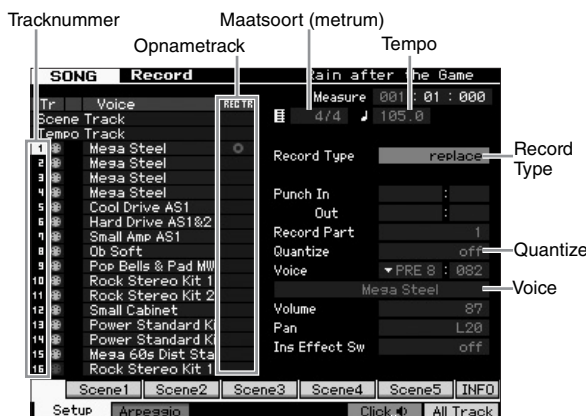 Tracknummer
Maatsoort (metrum)
Opnametrack
Tempo
SONG Record Rain after the Game
Measure 001 : 01 : 000
Tr Voice REC TR
4/4 105.0
Scene Track
Tempo Track
1 Mega Steel
2 Mega Steel
3 Mega Steel
4 Mega Steel
5 Cool Drive AS1
6 Hard Drive AS1&2
7 Small Amp AS1
8 Ob Soft
9 Pop Bells & Pad MW
10 Rock Stereo Kit 1
11 Rock Stereo Kit 2
12 Small Cabinet
13 Power Standard Ki
14 Power Standard Ki
15 Mega 60s Dist Sta
16 Rock Stereo Kit 1
Record Type replace
Punch In :
Out :
Record Part 1
Quantize off
Voice PRE 8 : 082
Mega Steel
Volume 87
Pan L20
Ins Effect Sw off
Record
Type
Quantize
Voice
Scene1 Scene2 Scene3 Scene4 Scene5 INFO
Setup Arpeggio Click All Track